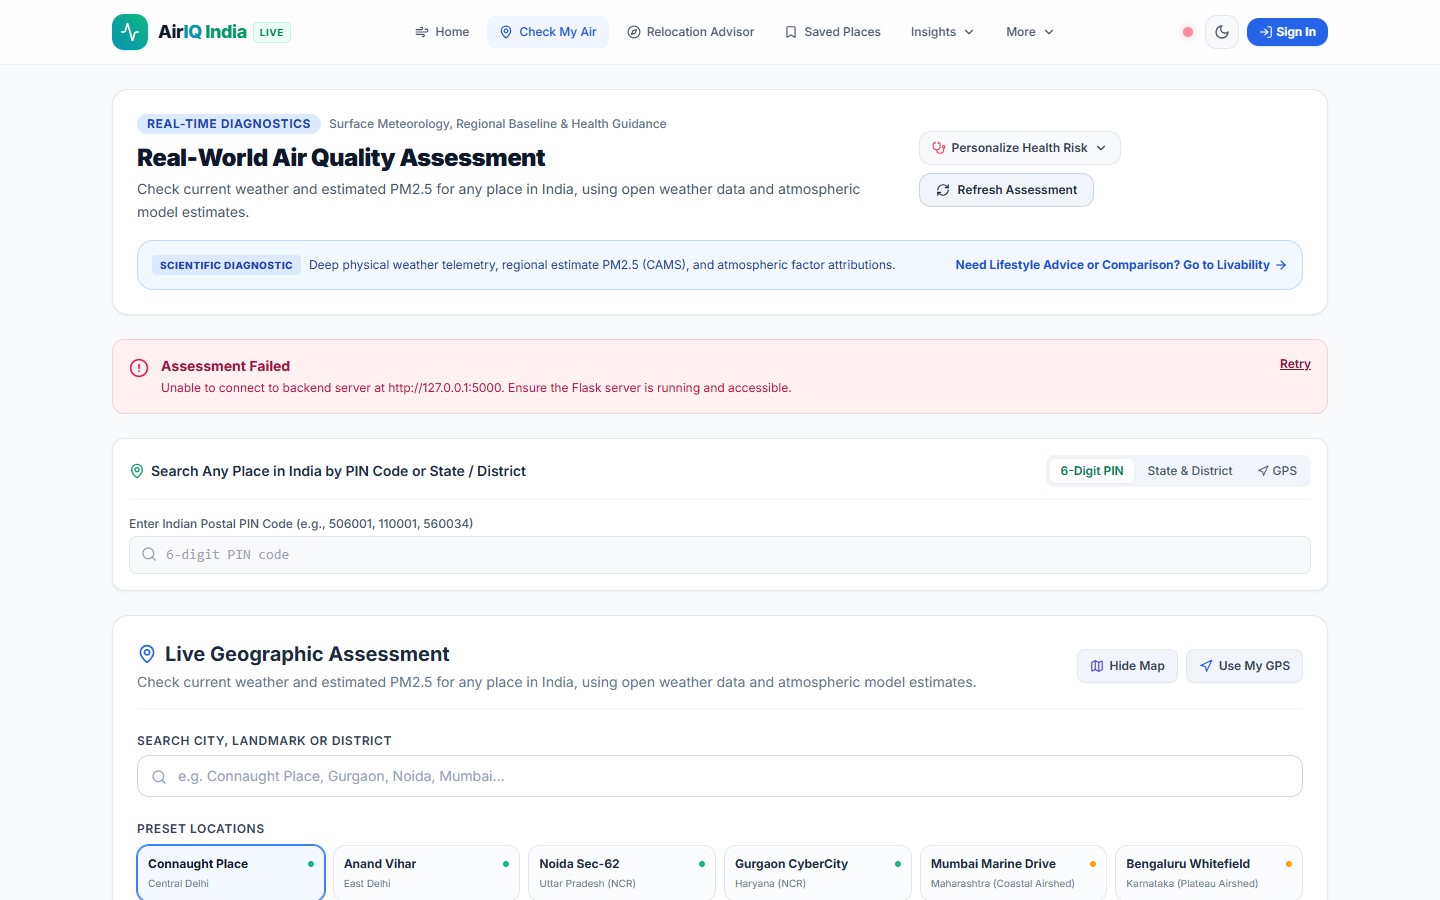 AirIQ India LIVE
Home
Check My Air
Relocation Advisor
Saved Places
Insights
More
Sign In
REAL-TIME DIAGNOSTICS Surface Meteorology, Regional Baseline & Health Guidance
Real-World Air Quality Assessment
Check current weather and estimated PM2.5 for any place in India, using open weather data and atmospheric
model estimates.
Personalize Health Risk
Refresh Assessment
SCIENTIFIC DIAGNOSTIC Deep physical weather telemetry, regional estimate PM2.5 (CAMS), and atmospheric factor attributions.
Need Lifestyle Advice or Comparison? Go to Livability →
Assessment Failed
Unable to connect to backend server at http://127.0.0.1:5000. Ensure the Flask server is running and accessible.
Retry
Search Any Place in India by PIN Code or State / District
6-Digit PIN
State & District
GPS
Enter Indian Postal PIN Code (e.g., 506001, 110001, 560034)
6-digit PIN code
Live Geographic Assessment
Check current weather and estimated PM2.5 for any place in India, using open weather data and atmospheric model estimates.
Hide Map
Use My GPS
SEARCH CITY, LANDMARK OR DISTRICT
e.g. Connaught Place, Gurgaon, Noida, Mumbai...
PRESET LOCATIONS
Connaught Place
Central Delhi
Anand Vihar
East Delhi
Noida Sec-62
Uttar Pradesh (NCR)
Gurgaon CyberCity
Haryana (NCR)
Mumbai Marine Drive
Maharashtra (Coastal Airshed)
Bengaluru Whitefield
Karnataka (Plateau Airshed)